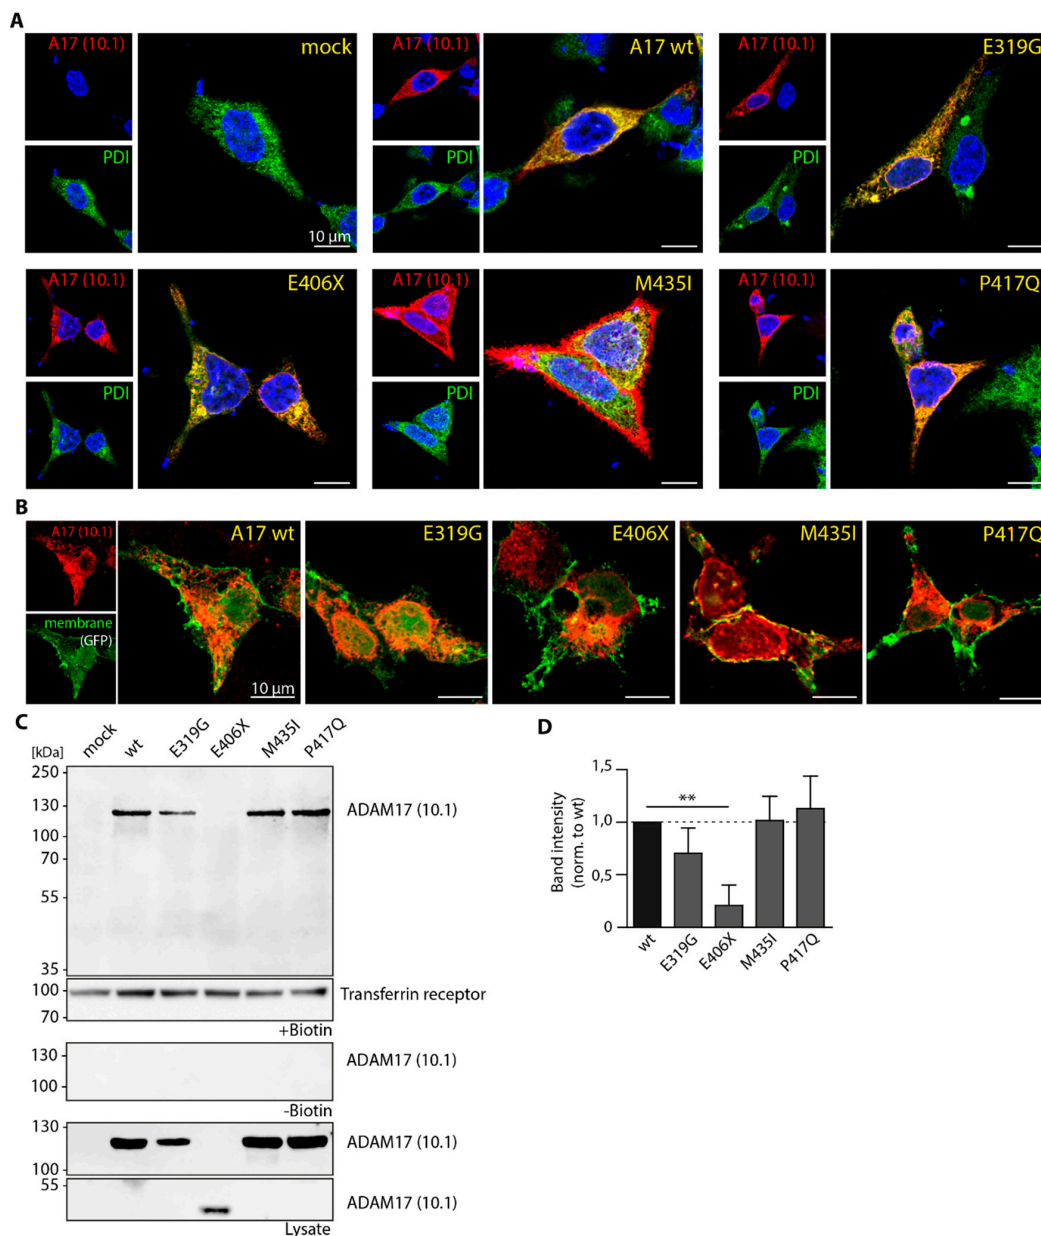 A
A17 (10.1)
mock
PDI
10 µm
A17 (10.1)
A17 wt
PDI
A17 (10.1)
E319G
PDI
A17 (10.1)
E406X
PDI
A17 (10.1)
M435I
PDI
A17 (10.1)
P417Q
PDI
B
A17 (10.1)
membrane
(GFP)
A17 wt
10 µm
E319G
E406X
M435I
P417Q
C
[kDa]
mock
wt
E319G
E406X
M435I
P417Q
250
130
100
70
55
35
ADAM17 (10.1)
100
70
Transferrin receptor
+Biotin
130
100
ADAM17 (10.1)
-Biotin
130
100
ADAM17 (10.1)
55
ADAM17 (10.1)
Lysate
D
Band intensity
(norm. to wt)
1,5
1,0
0,5
0
**
wt
E319G
E406X
M435I
P417Q